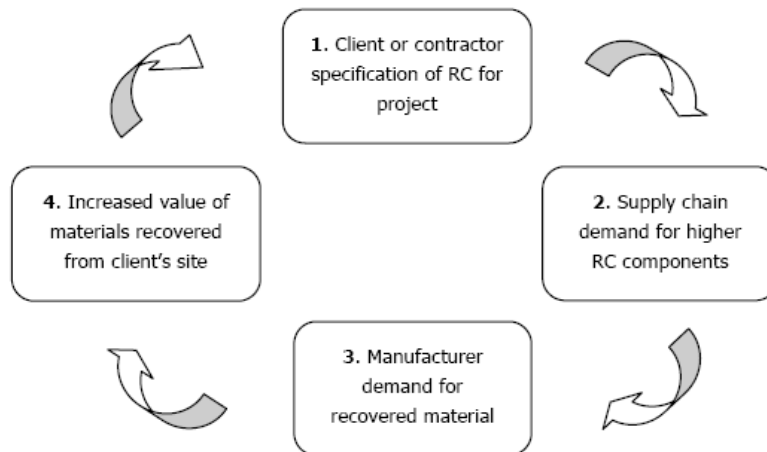 1. Client or contractor
specification of RC for
project
2. Supply chain
demand for higher
RC components
3. Manufacturer
demand for
recovered material
4. Increased value of
materials recovered
from client's site